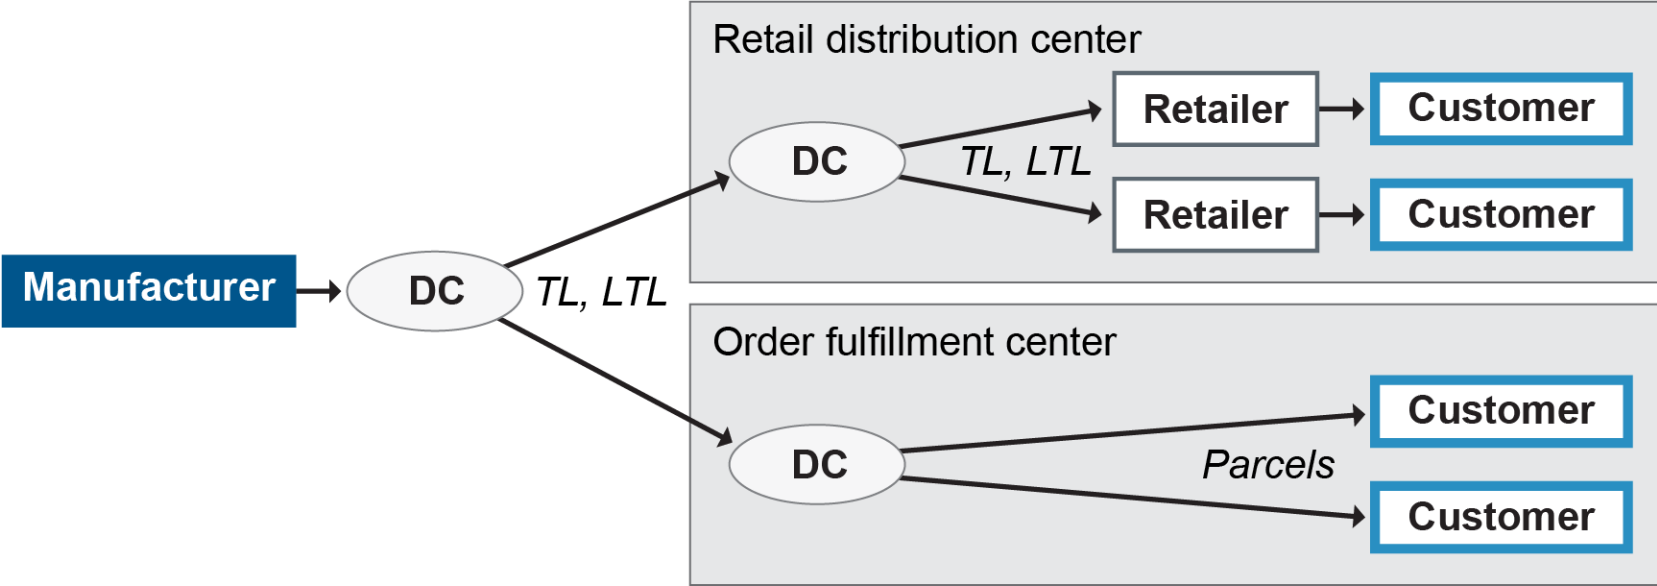 Retail distribution center
Retailer
Customer
DC
TL, LTL
Retailer
Customer
Manufacturer
DC
TL, LTL
Order fulfillment center
Customer
DC
Parcels
Customer